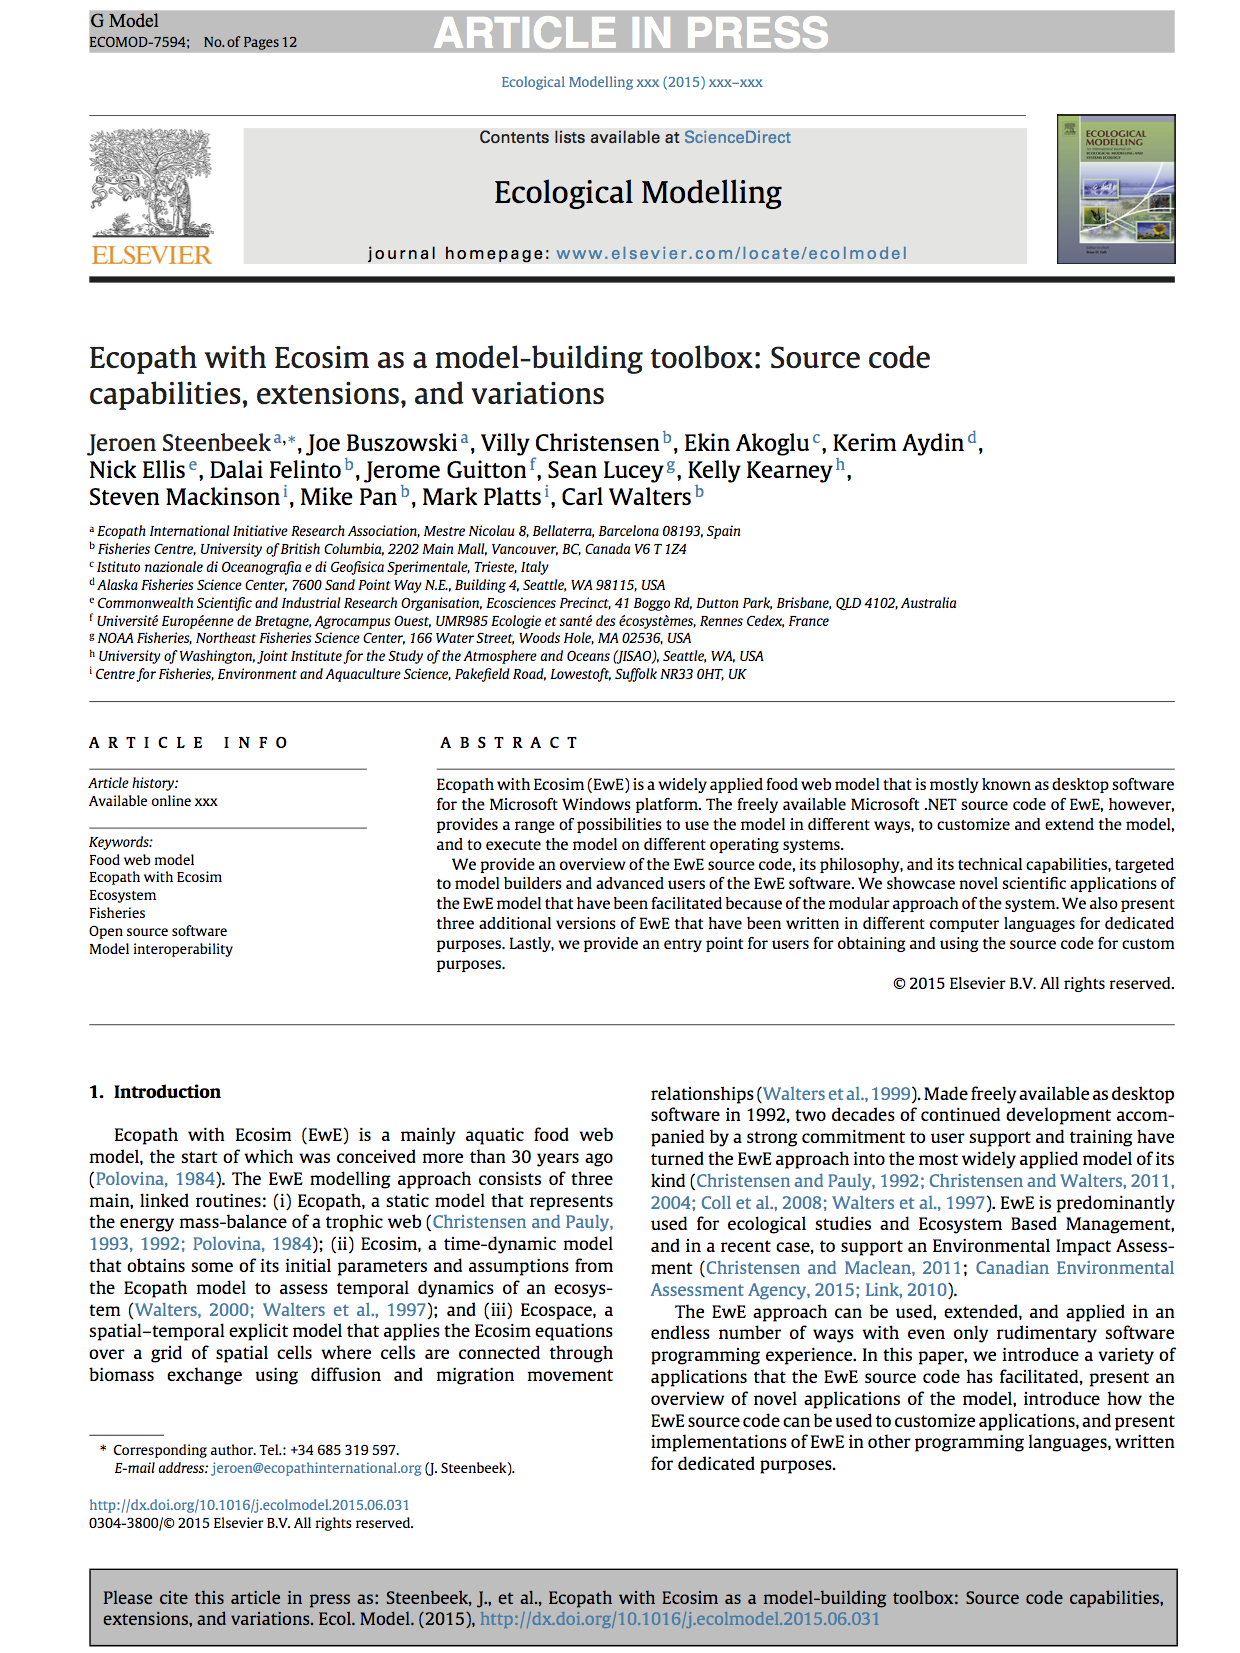 G Model
ECOMOD-7594; No. of Pages 12
ARTICLE IN PRESS
Ecological Modelling xxx (2015) xxx–xxx
Contents lists available at ScienceDirect
Ecological Modelling
journal homepage: www.elsevier.com/locate/ecolmodel
ELSEVIER
ECOLOGICAL
MODELLING
Ecopath with Ecosim as a model-building toolbox: Source code
capabilities, extensions, and variations
Jeroen Steenbeek a,*, Joe Buszowski a, Villy Christensen b, Ekin Akoglu c, Kerim Aydin d,
Nick Ellis e, Dalai Felinto b, Jerome Guitton f, Sean Lucey g, Kelly Kearney h,
Steven Mackinson i, Mike Pan b, Mark Platts i, Carl Walters b
a Ecopath International Initiative Research Association, Mestre Nicolau 8, Bellaterra, Barcelona 08193, Spain
b Fisheries Centre, University of British Columbia, 2202 Main Mall, Vancouver, BC, Canada V6 T 1Z4
c Istituto nazionale di Oceanografia e di Geofisica Sperimentale, Trieste, Italy
d Alaska Fisheries Science Center, 7600 Sand Point Way N.E., Building 4, Seattle, WA 98115, USA
e Commonwealth Scientific and Industrial Research Organisation, Ecosciences Precinct, 41 Boggo Rd, Dutton Park, Brisbane, QLD 4102, Australia
f Université Européenne de Bretagne, Agrocampus Ouest, UMR985 Ecologie et santé des écosystèmes, Rennes Cedex, France
g NOAA Fisheries, Northeast Fisheries Science Center, 166 Water Street, Woods Hole, MA 02536, USA
h University of Washington, Joint Institute for the Study of the Atmosphere and Oceans (JISAO), Seattle, WA, USA
i Centre for Fisheries, Environment and Aquaculture Science, Pakefield Road, Lowestoft, Suffolk NR33 0HT, UK
ARTICLE INFO
Article history:
Available online xxx
Keywords:
Food web model
Ecopath with Ecosim
Ecosystem
Fisheries
Open source software
Model interoperability
ABSTRACT
Ecopath with Ecosim (EwE) is a widely applied food web model that is mostly known as desktop software
for the Microsoft Windows platform. The freely available Microsoft .NET source code of EwE, however,
provides a range of possibilities to use the model in different ways, to customize and extend the model,
and to execute the model on different operating systems.
We provide an overview of the EwE source code, its philosophy, and its technical capabilities, targeted
to model builders and advanced users of the EwE software. We showcase novel scientific applications of
the EwE model that have been facilitated because of the modular approach of the system. We also present
three additional versions of EwE that have been written in different computer languages for dedicated
purposes. Lastly, we provide an entry point for users for obtaining and using the source code for custom
purposes.
© 2015 Elsevier B.V. All rights reserved.
1. Introduction
Ecopath with Ecosim (EwE) is a mainly aquatic food web
model, the start of which was conceived more than 30 years ago
(Polovina, 1984). The EwE modelling approach consists of three
main, linked routines: (i) Ecopath, a static model that represents
the energy mass-balance of a trophic web (Christensen and Pauly,
1993, 1992; Polovina, 1984); (ii) Ecosim, a time-dynamic model
that obtains some of its initial parameters and assumptions from
the Ecopath model to assess temporal dynamics of an ecosys-
tem (Walters, 2000; Walters et al., 1997); and (iii) Ecospace, a
spatial–temporal explicit model that applies the Ecosim equations
over a grid of spatial cells where cells are connected through
biomass exchange using diffusion and migration movement
relationships (Walters et al., 1999). Made freely available as desktop
software in 1992, two decades of continued development accom-
panied by a strong commitment to user support and training have
turned the EwE approach into the most widely applied model of its
kind (Christensen and Pauly, 1992; Christensen and Walters, 2011,
2004; Coll et al., 2008; Walters et al., 1997). EwE is predominantly
used for ecological studies and Ecosystem Based Management,
and in a recent case, to support an Environmental Impact Assess-
ment (Christensen and Maclean, 2011; Canadian Environmental
Assessment Agency, 2015; Link, 2010).
The EwE approach can be used, extended, and applied in an
endless number of ways with even only rudimentary software
programming experience. In this paper, we introduce a variety of
applications that the EwE source code has facilitated, present an
overview of novel applications of the model, introduce how the
EwE source code can be used to customize applications, and present
implementations of EwE in other programming languages, written
for dedicated purposes.
* Corresponding author. Tel.: +34 685 319 597.
E-mail address: jeroen@ecopathinternational.org (J. Steenbeek).
http://dx.doi.org/10.1016/j.ecolmodel.2015.06.031
0304-3800/© 2015 Elsevier B.V. All rights reserved.
Please cite this article in press as: Steenbeek, J., et al., Ecopath with Ecosim as a model-building toolbox: Source code capabilities,
extensions, and variations. Ecol. Model. (2015), http://dx.doi.org/10.1016/j.ecolmodel.2015.06.031